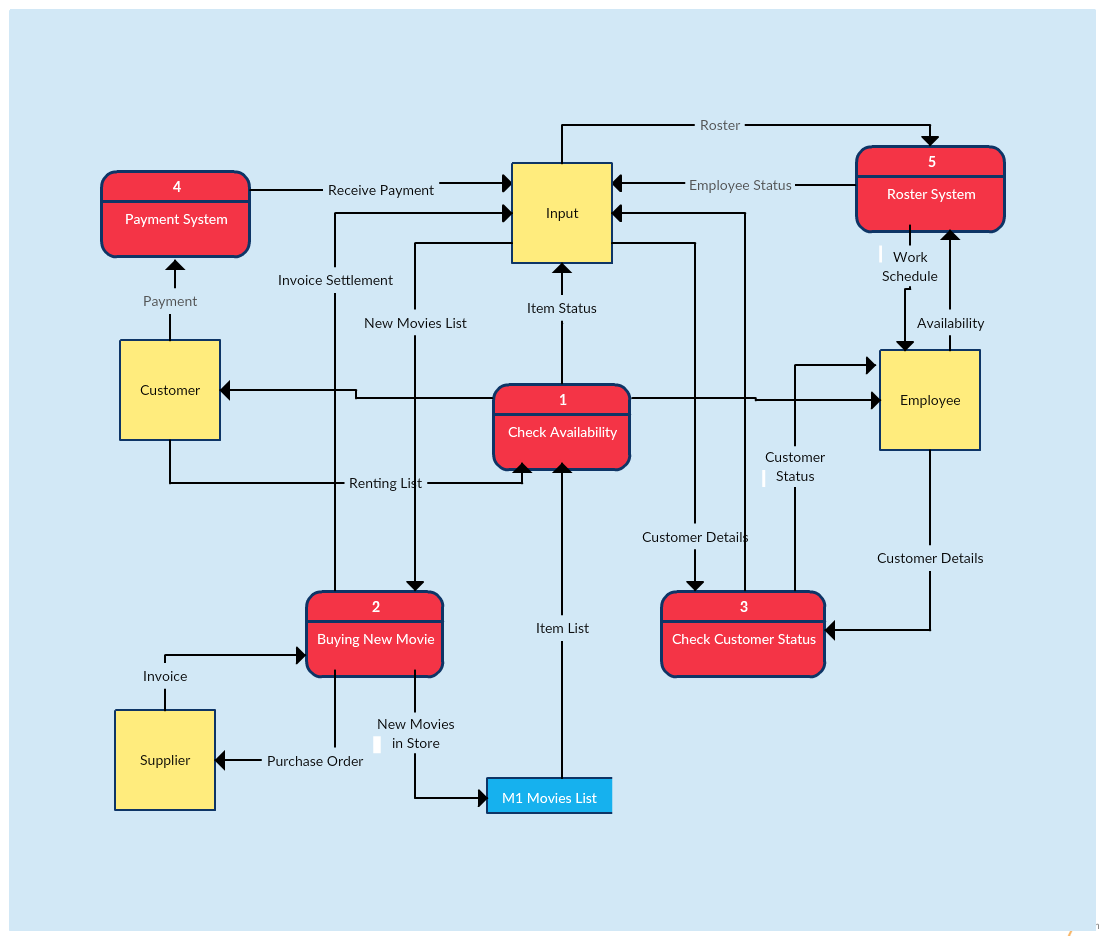 Roster
5
Roster System
Employee Status
4
Payment System
Receive Payment
Input
Work
Schedule
Invoice Settlement
Payment
Item Status
New Movies List
Availability
Customer
1
Check Availability
Employee
Customer
Status
Renting List
Customer Details
Customer Details
2
Buying New Movie
Item List
3
Check Customer Status
Invoice
New Movies
in Store
Supplier
Purchase Order
M1 Movies List